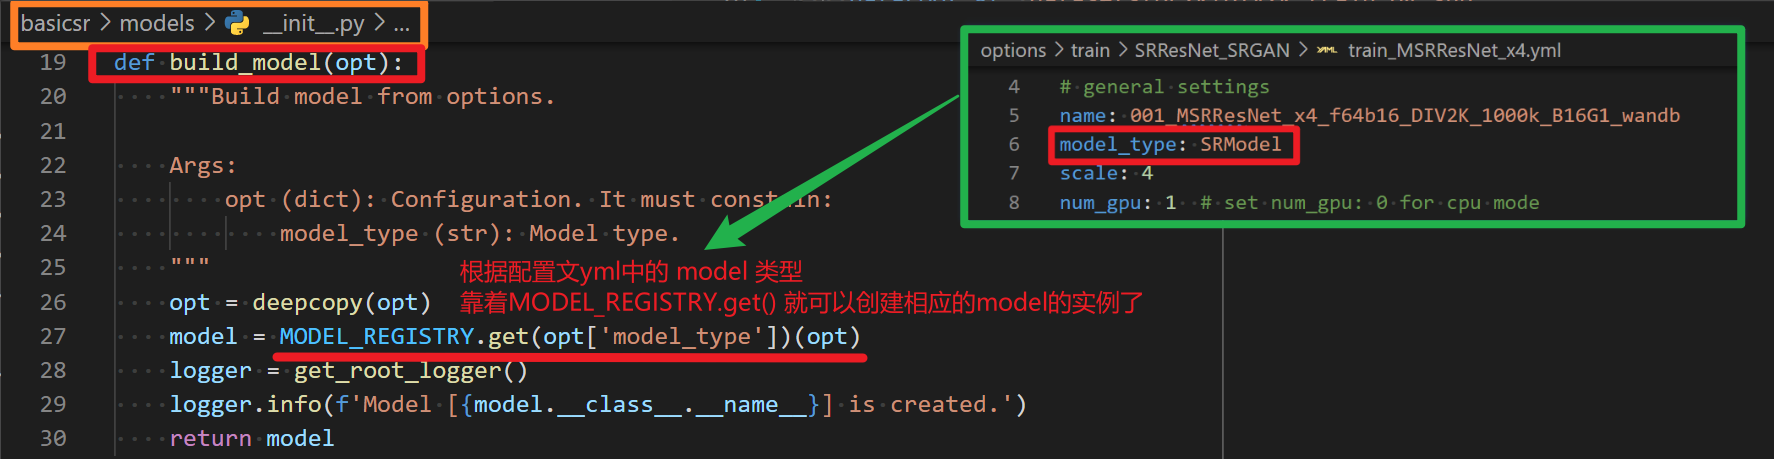 basicsr > models > __init__.py > ...
19 def build_model(opt):
20 """Build model from options.
21
22 Args:
23 opt (dict): Configuration. It must constain:
24 model_type (str): Model type.
25 """
26 opt = deepcopy(opt)
27 model = MODEL_REGISTRY.get(opt['model_type'])(opt)
28 logger = get_root_logger()
29 logger.info(f'Model [{model.__class__.__name__}] is created.')
30 return model
options > train > SRResNet_SRGAN > YAML train_MSRResNet_x4.yml
4 # general settings
5 name: 001_MSRResNet_x4_f64b16_DIV2K_1000k_B16G1_wandb
6 model_type: SRModel
7 scale: 4
8 num_gpu: 1 # set num_gpu: 0 for cpu mode
根据配置文yml中的 model 类型
靠着MODEL_REGISTRY.get() 就可以创建相应的model的实例了